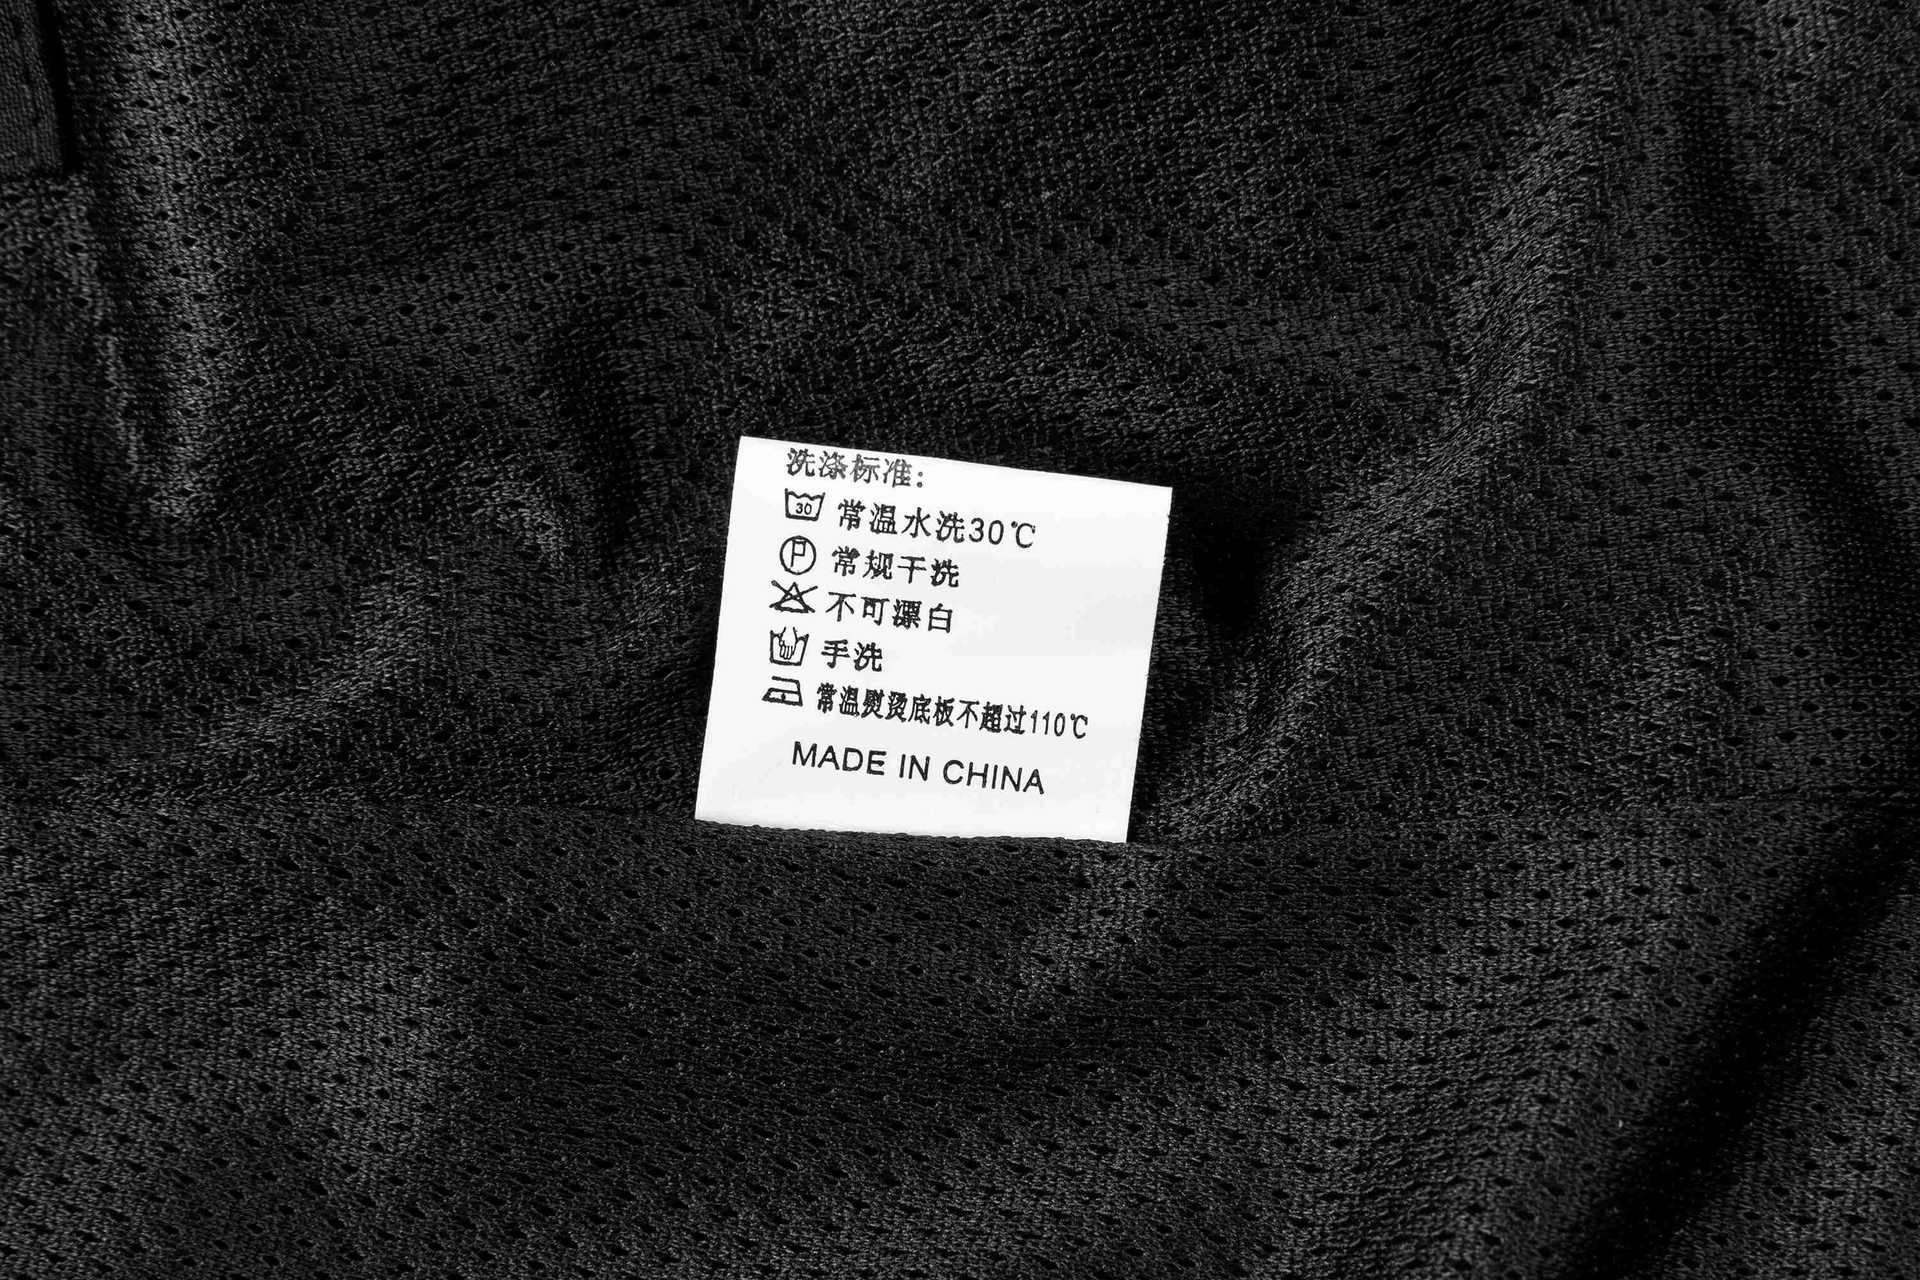 洗涤标准:
30 常温水洗30℃
P 常规干洗
不可漂白
手洗
常温熨烫底板不超过110℃
MADE IN CHINA